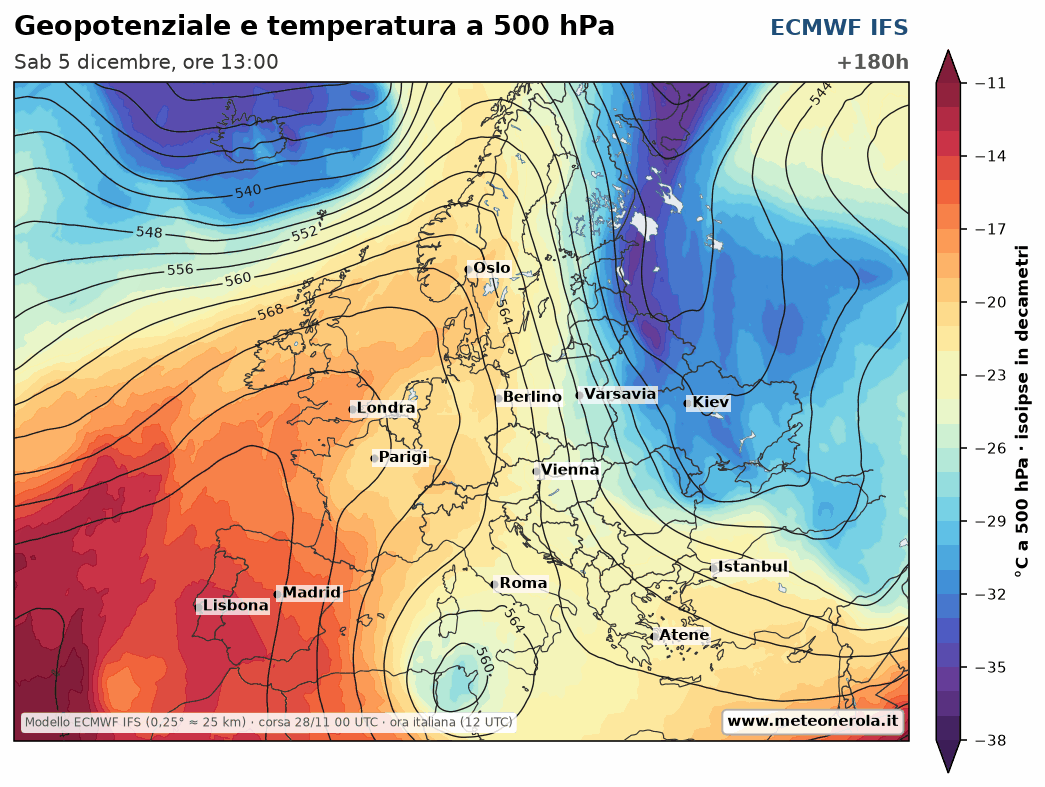 Geopotenziale e temperatura a 500 hPa
ECMWF IFS
Sab 5 dicembre, ore 13:00
+180h
544
540
548
552
556
560
568
564
Oslo
Berlino
Varsavia
Kiev
Londra
Parigi
Vienna
Istanbul
Roma
Madrid
Lisbona
Atene
564
560
Modello ECMWF IFS (0,25° ≈ 25 km) · corsa 28/11 00 UTC · ora italiana (12 UTC)
www.meteonerola.it
−11
−14
−17
−20
−23
−26
−29
−32
−35
−38
°C a 500 hPa · isoipse in decametri